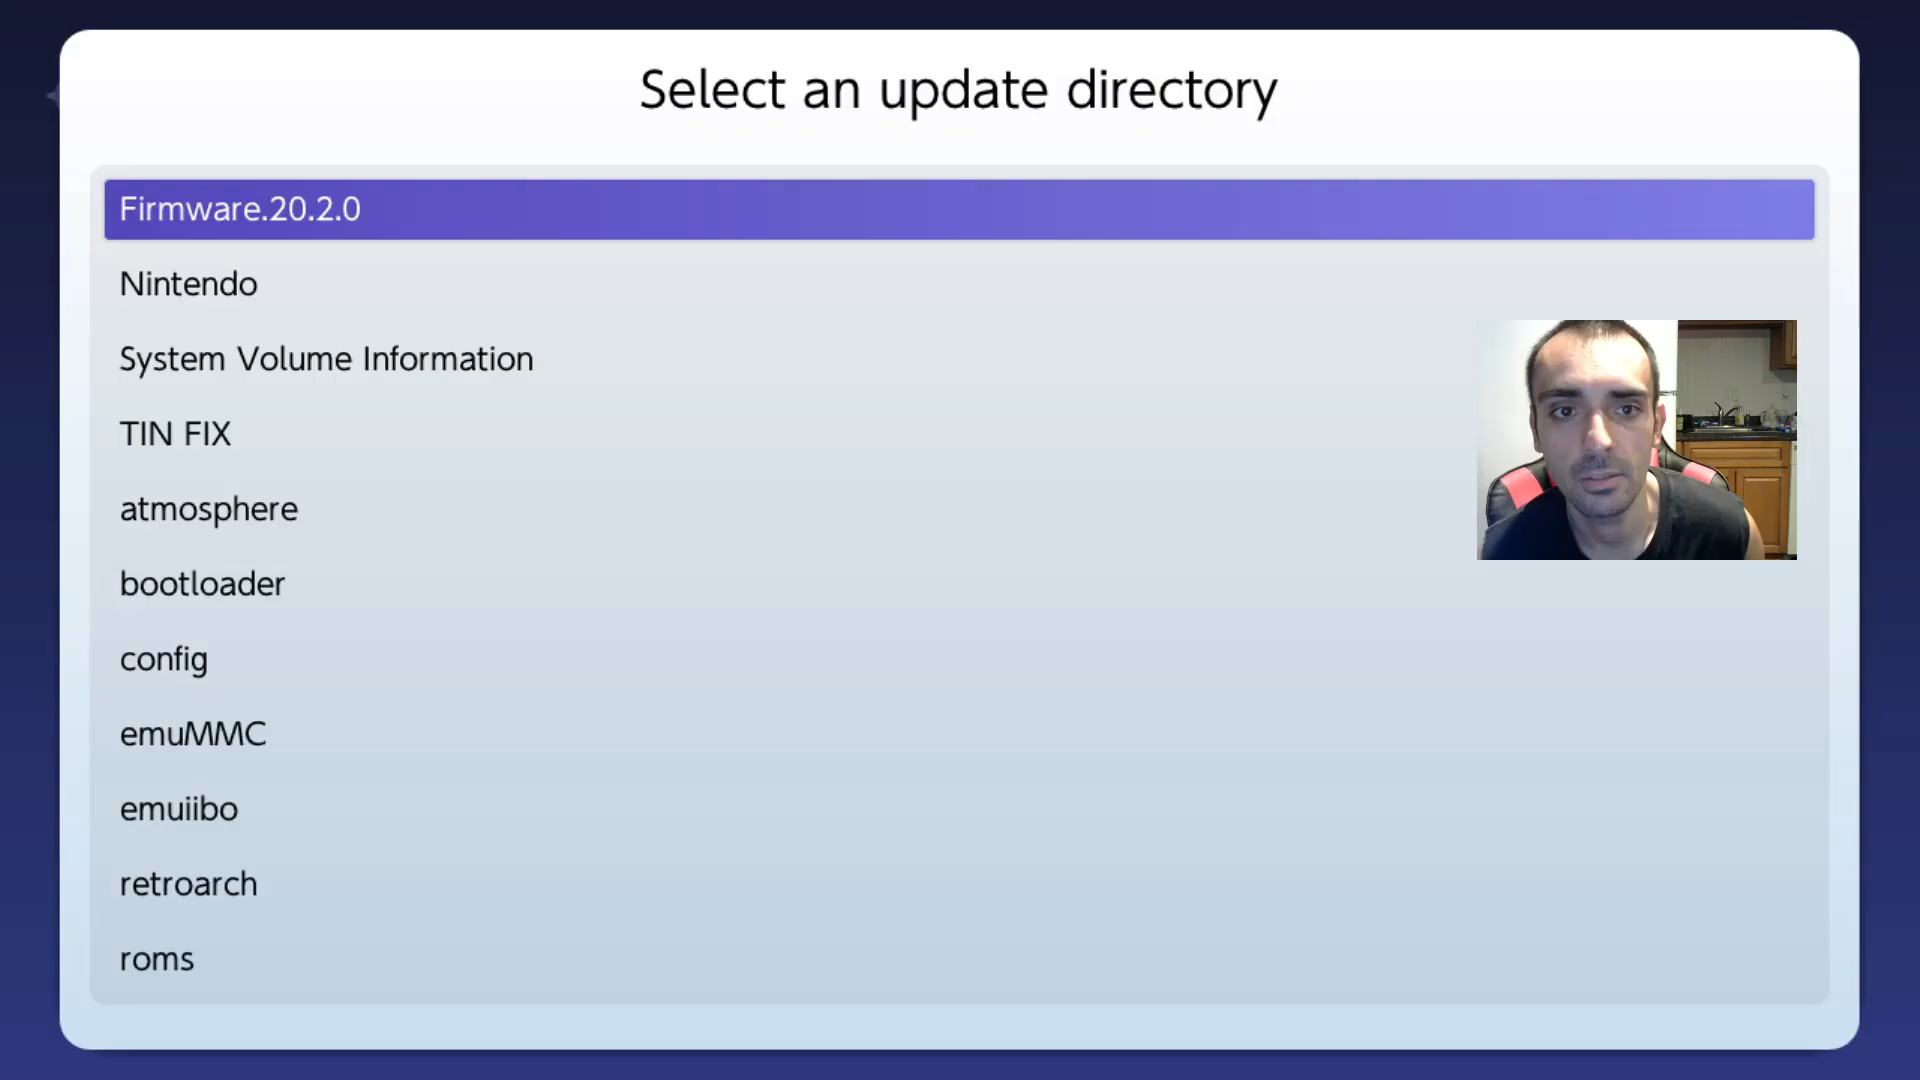 Select an update directory
Firmware.20.2.0
Nintendo
System Volume Information
TIN FIX
atmosphere
bootloader
config
emuMMC
emuiibo
retroarch
roms